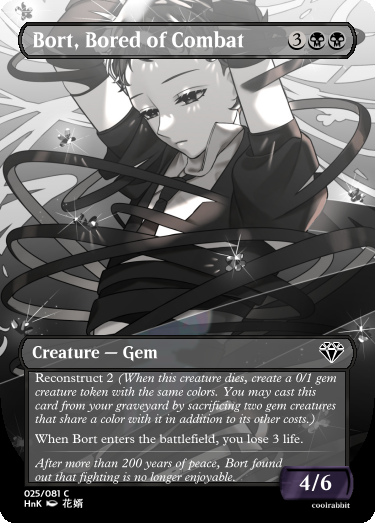 Bort, Bored of Combat 3
Creature — Gem
Reconstruct 2 (When this creature dies, create a 0/1 gem
creature token with the same colors. You may cast this
card from your graveyard by sacrificing two gem creatures
that share a color with it in addition to its other costs.)
When Bort enters the battlefield, you lose 3 life.
After more than 200 years of peace, Bort found
out that fighting is no longer enjoyable.
4/6
025/081 C
HnK 花婿
coolrabbit